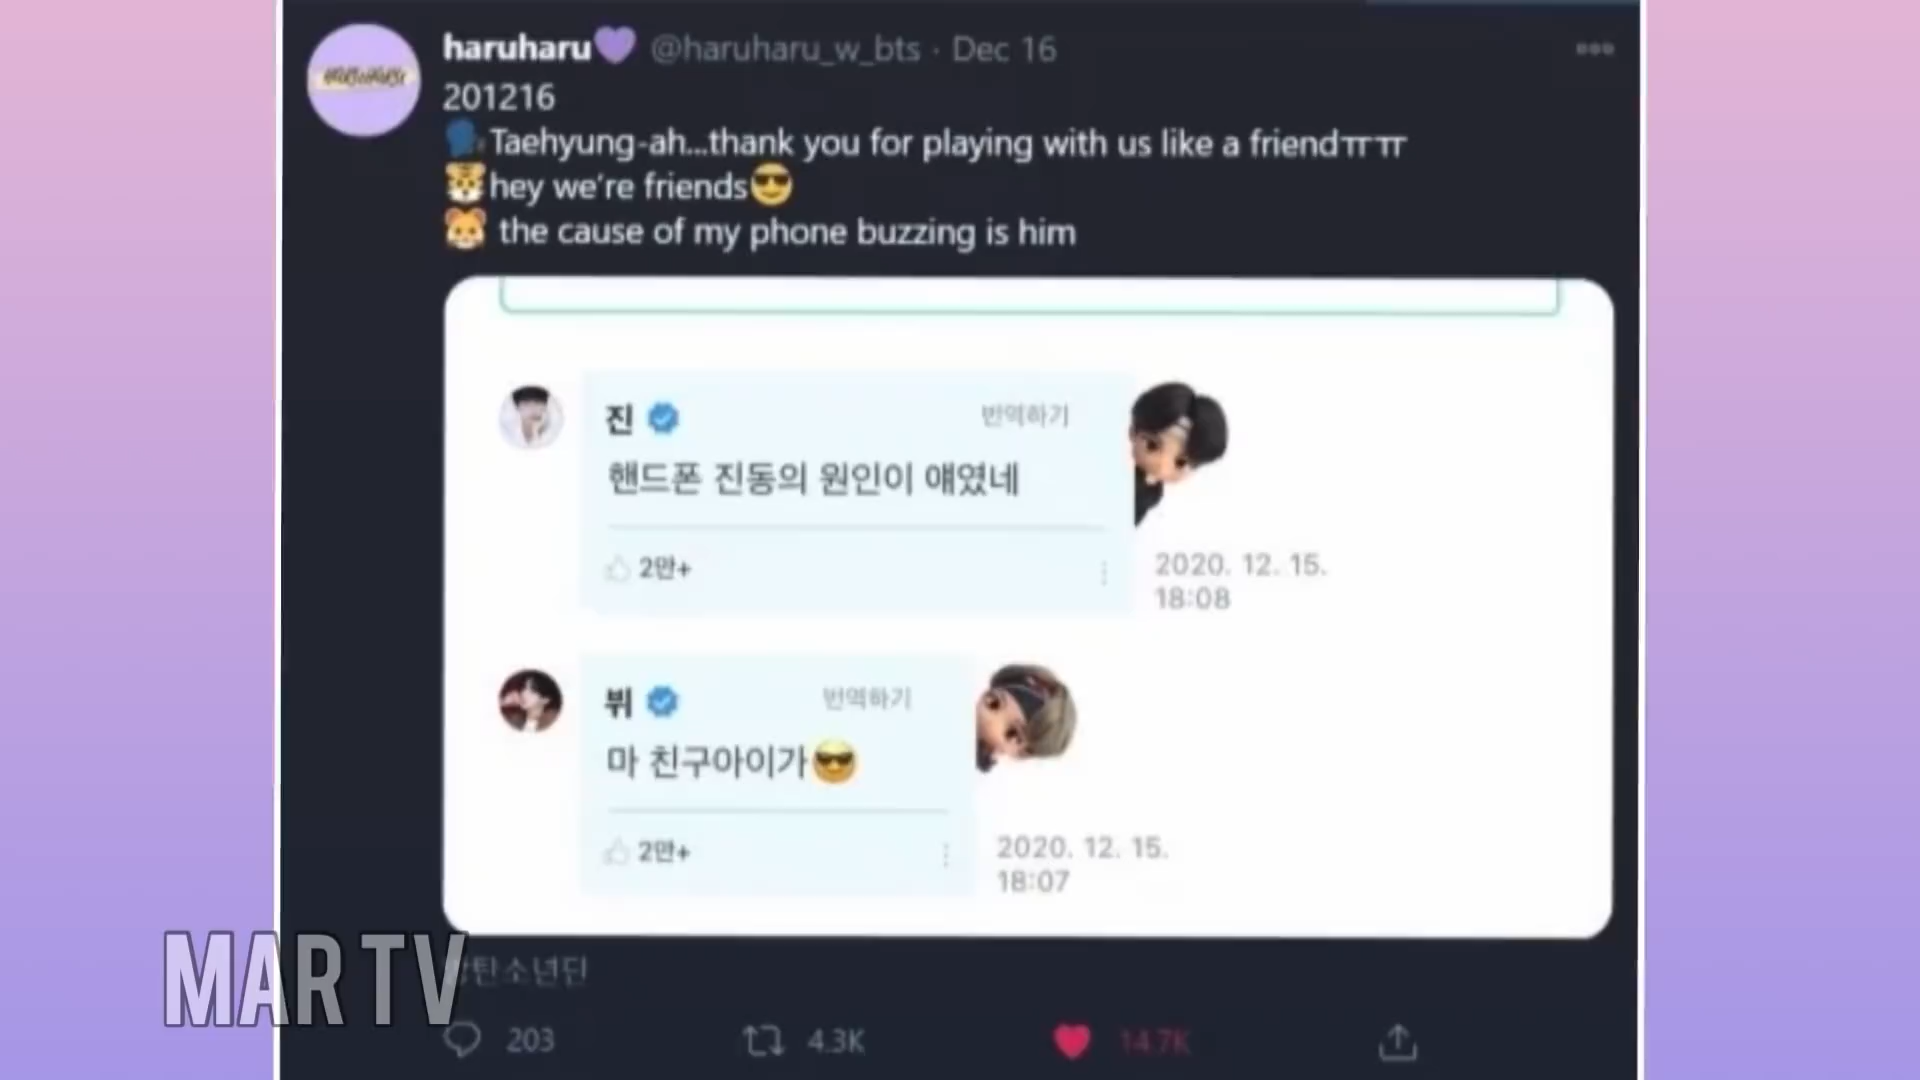 haruharu💜 @haruharu_w_bts · Dec 16
201216
🗣Taehyung-ah...thank you for playing with us like a friendㅠㅠ
🐯hey we're friends😎
🐹 the cause of my phone buzzing is him
진 번역하기
핸드폰 진동의 원인이 얘였네
2만+
2020. 12. 15.
18:08
뷔 번역하기
마 친구아이가😎
2만+
2020. 12. 15.
18:07
MAR TV
203 4.3K 14.7K